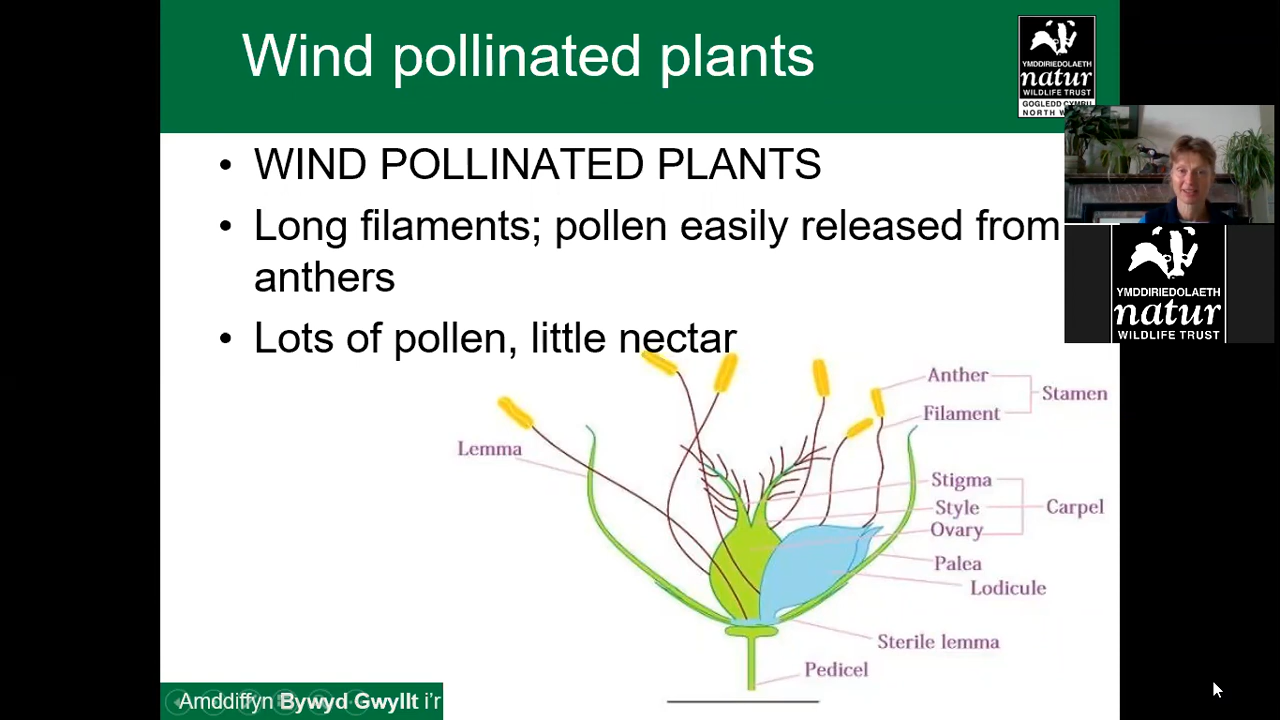 Wind pollinated plants
YMDDIRIEDOLAETH
natur
WILDLIFE TRUST
GOGLEDD CYMRU
NORTH W
• WIND POLLINATED PLANTS
• Long filaments; pollen easily released from
anthers
• Lots of pollen, little nectar
YMDDIRIEDOLAETH
natur
WILDLIFE TRUST
Anther
Stamen
Filament
Lemma
Stigma
Style
Carpel
Ovary
Palea
Lodicule
Sterile lemma
Pedicel
Amddiffyn Bywyd Gwyllt i'r